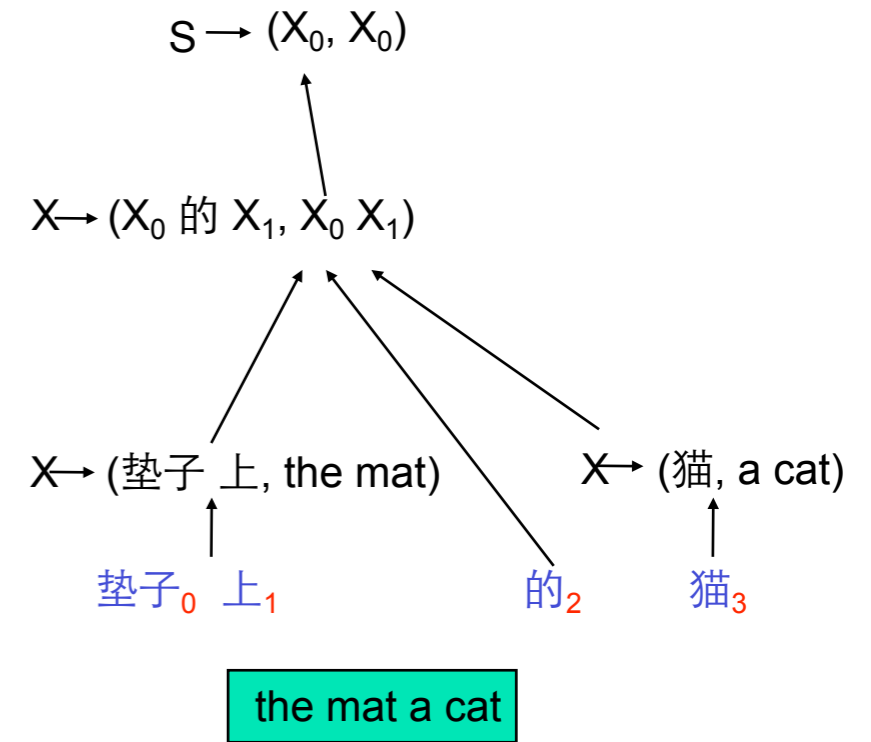 S → (X₀, X₀)
X → (X₀ 的 X₁, X₀ X₁)
X → (垫子 上, the mat) X → (猫, a cat)
垫子₀ 上₁ 的₂ 猫₃
the mat a cat